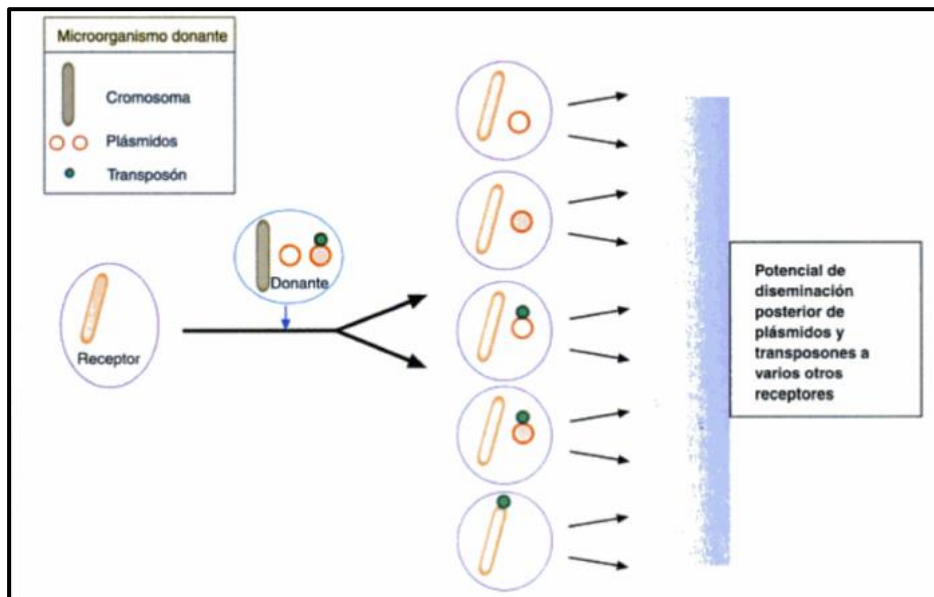 Microorganismo donante
Cromosoma
Plásmidos
Transposón
Donante
Receptor
Potencial de
diseminación
posterior de
plásmidos y
transposones a
varios otros
receptores